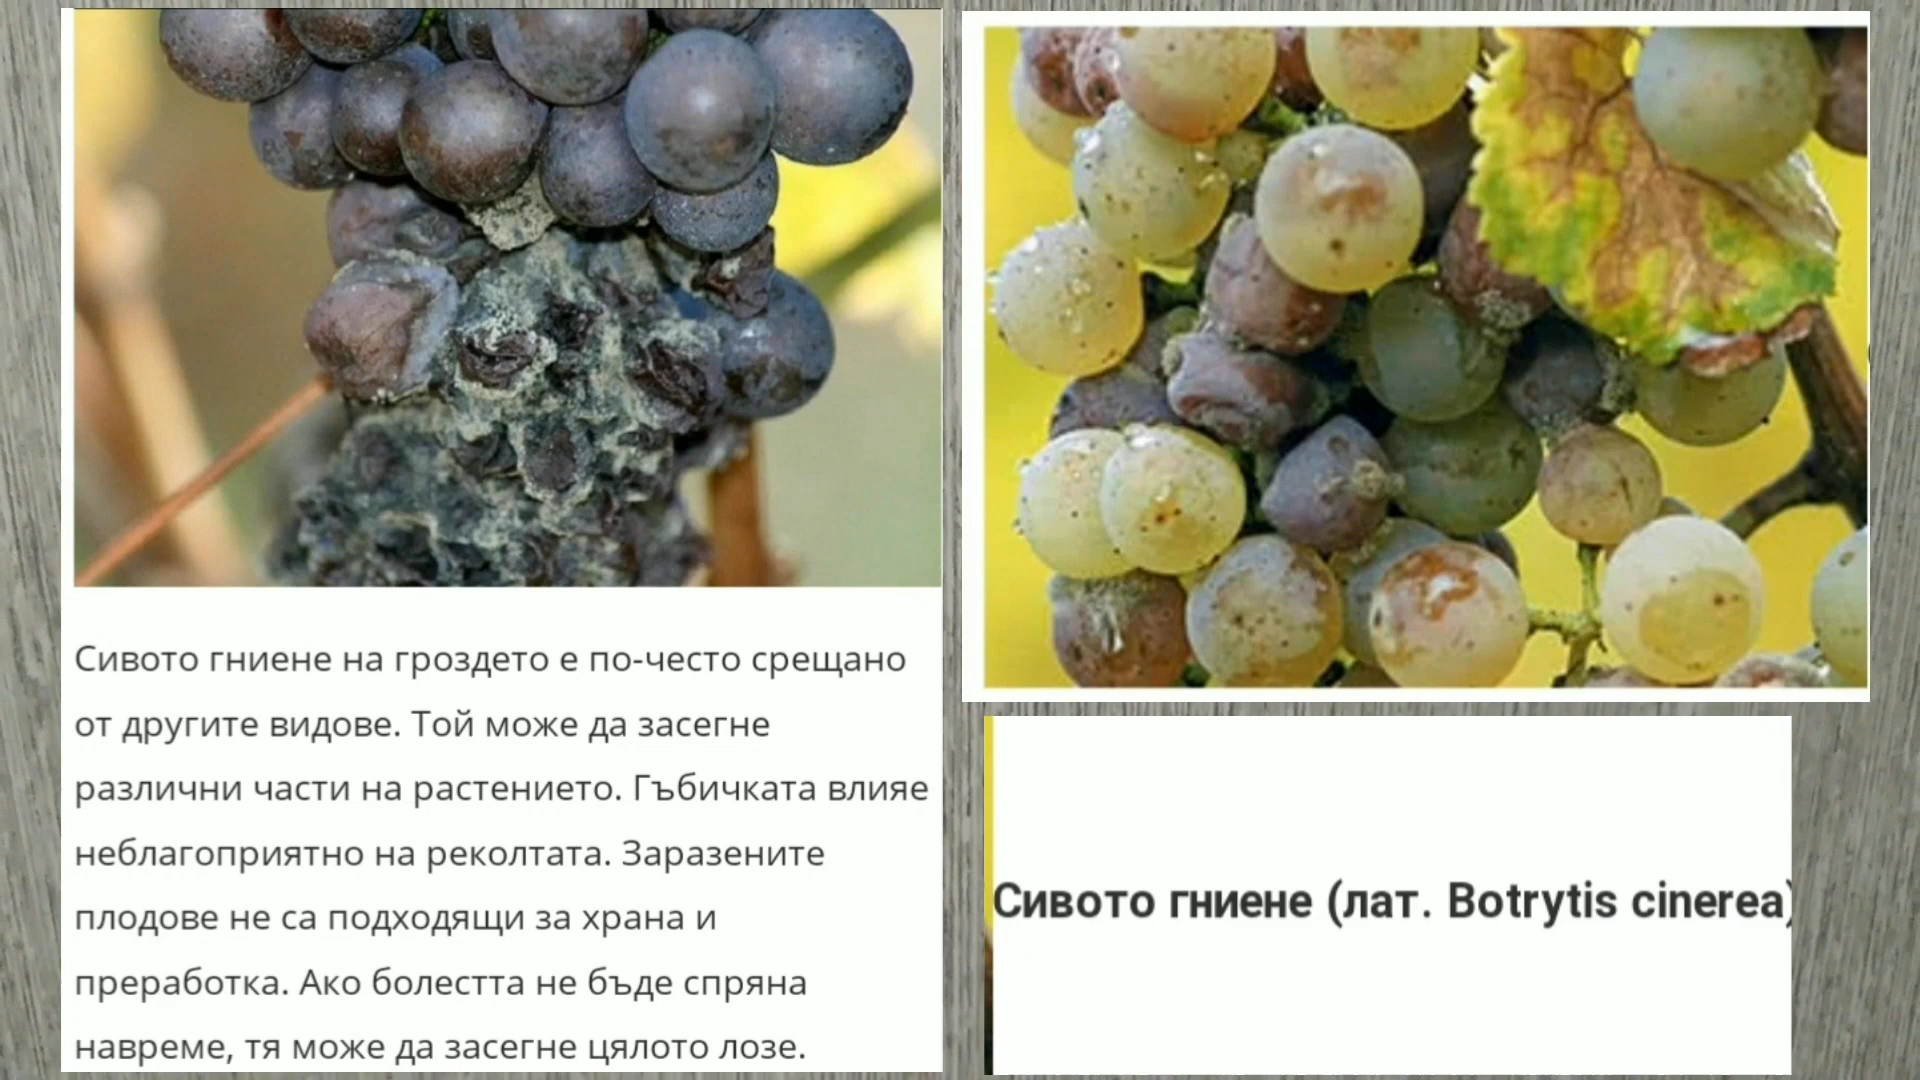 Сивото гниене на гроздето е по-често срещано
от другите видове. Той може да засегне
различни части на растението. Гъбичката влияе
неблагоприятно на реколтата. Заразените
плодове не са подходящи за храна и
преработка. Ако болестта не бъде спряна
навреме, тя може да засегне цялото лозе.
Сивото гниене (лат. Botrytis cinerea)